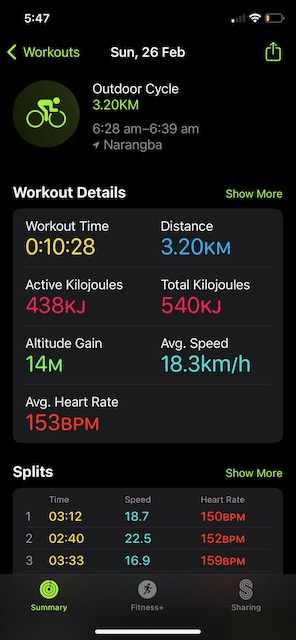 5:47
Workouts Sun, 26 Feb
Outdoor Cycle
3.20KM
6:28 am–6:39 am
Narangba
Workout Details Show More
Workout Time Distance
0:10:28 3.20KM
Active Kilojoules Total Kilojoules
438KJ 540KJ
Altitude Gain Avg. Speed
14M 18.3km/h
Avg. Heart Rate
153BPM
Splits Show More
Time Speed Heart Rate
1 03:12 18.7 150BPM
2 02:40 22.5 152BPM
3 03:33 16.9 159BPM
Summary Fitness+ Sharing